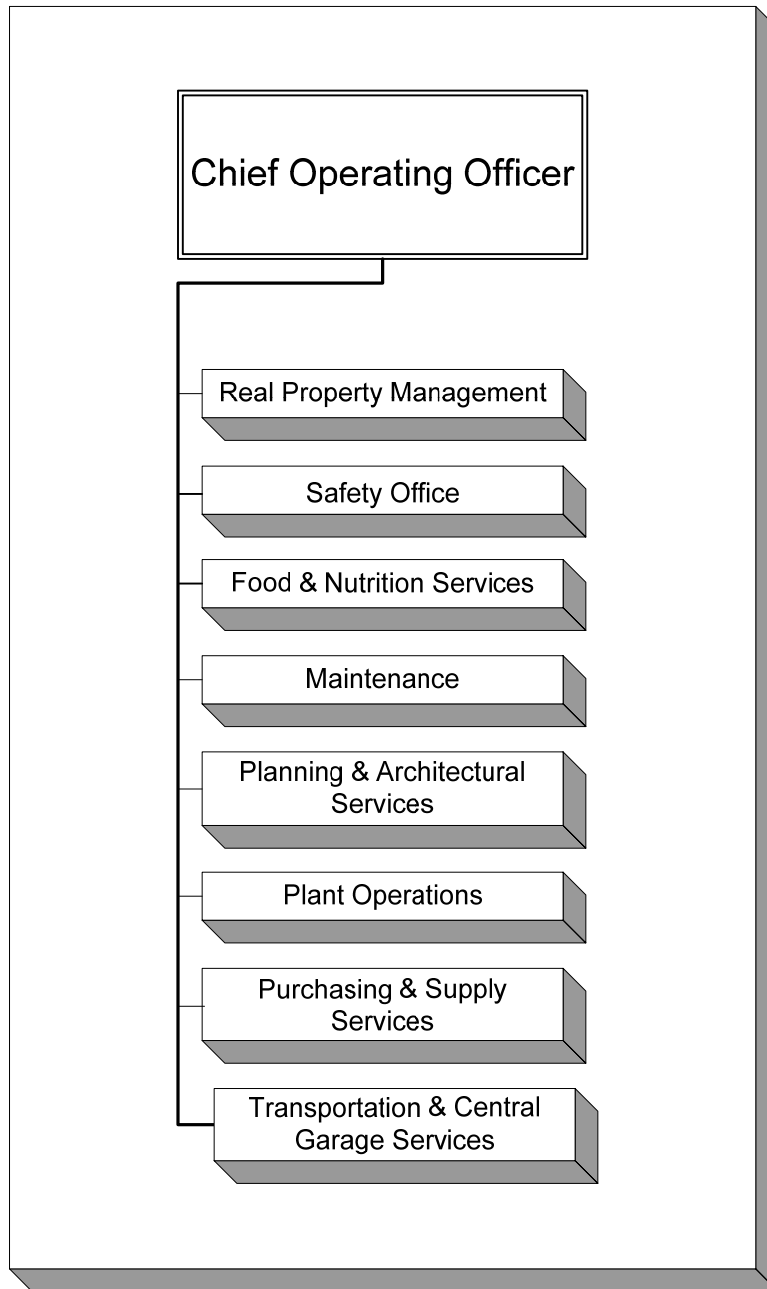 Chief Operating Officer
Real Property Management
Safety Office
Food & Nutrition Services
Maintenance
Planning & Architectural
Services
Plant Operations
Purchasing & Supply
Services
Transportation & Central
Garage Services